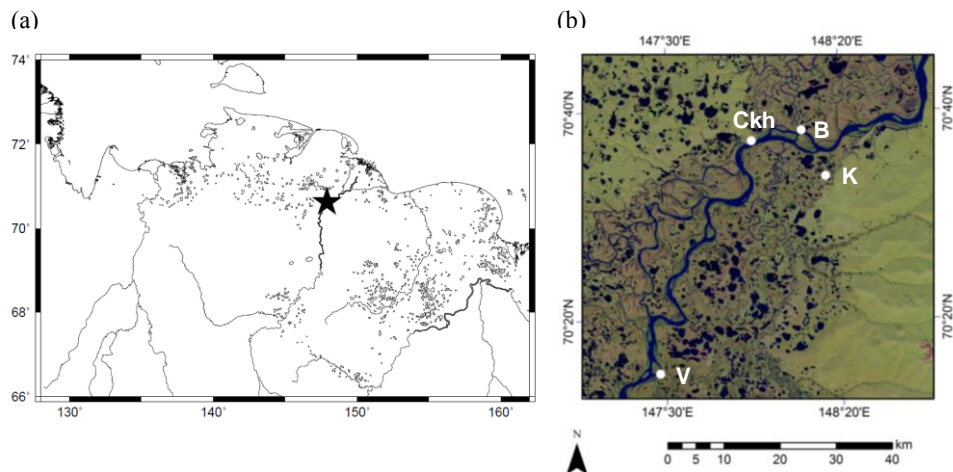 (a)
74˚
72˚
70˚
68˚
66˚
130˚ 140˚ 150˚ 160˚
(b)
147°30'E 148°20'E
70°40'N 70°40'N
Ckh B
K
70°20'N 70°20'N
V
147°30'E 148°20'E
N
km
0 5 10 20 30 40